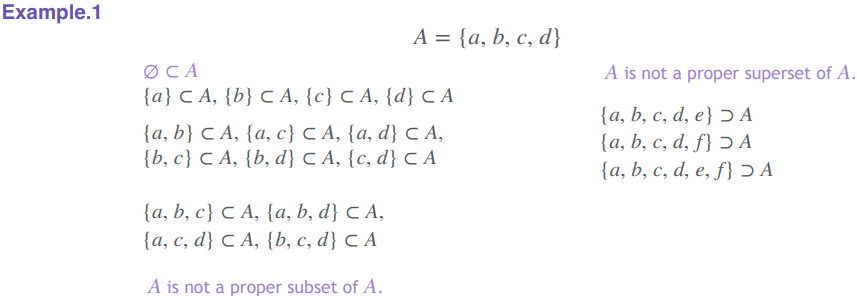 Example.1
A = {a, b, c, d}
∅ ⊂ A
{a} ⊂ A, {b} ⊂ A, {c} ⊂ A, {d} ⊂ A
{a, b} ⊂ A, {a, c} ⊂ A, {a, d} ⊂ A,
{b, c} ⊂ A, {b, d} ⊂ A, {c, d} ⊂ A
{a, b, c} ⊂ A, {a, b, d} ⊂ A,
{a, c, d} ⊂ A, {b, c, d} ⊂ A
A is not a proper subset of A.
A is not a proper superset of A.
{a, b, c, d, e} ⊃ A
{a, b, c, d, f} ⊃ A
{a, b, c, d, e, f} ⊃ A